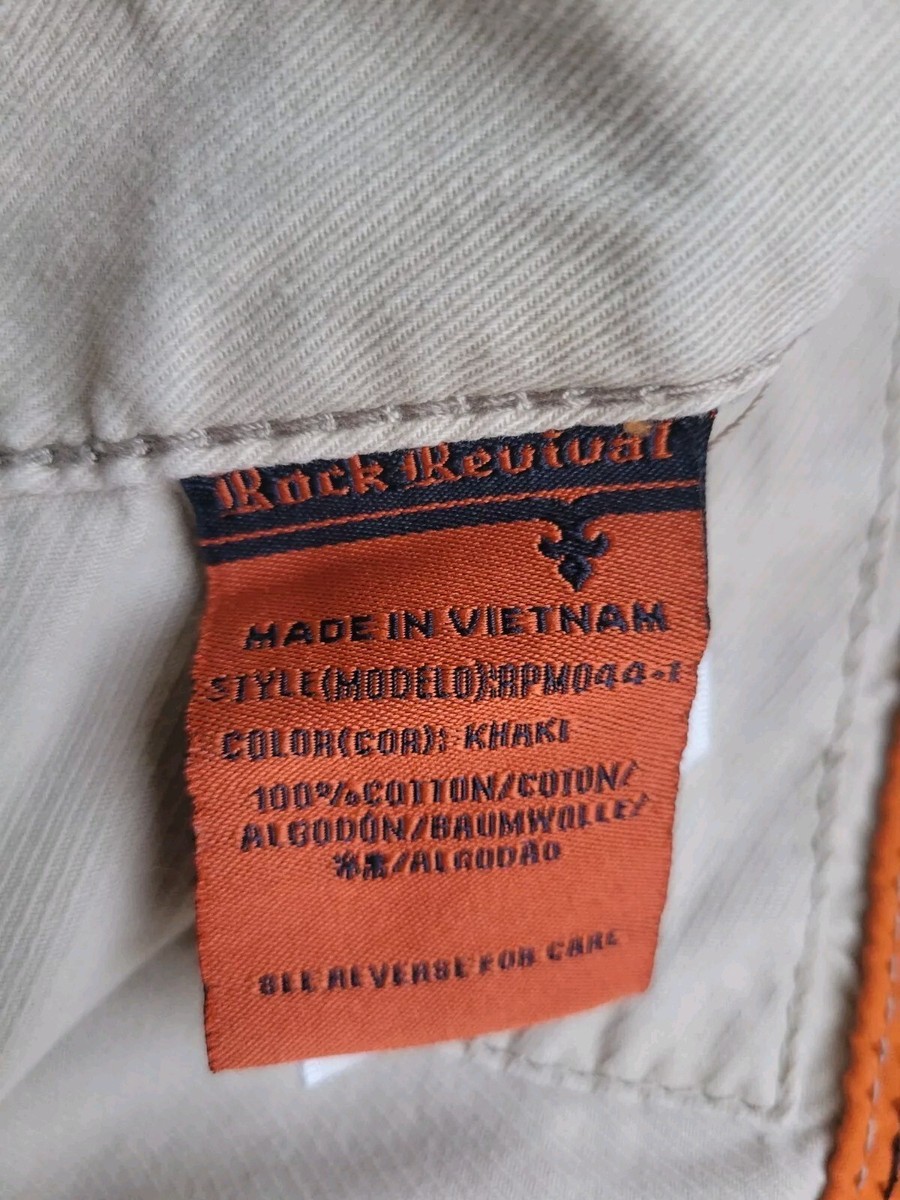 Rock Revival
MADE IN VIETNAM
STYLE(MODELO):RPM044-1
COLOR(COR): KHAKI
100%COTTON/COTON/
ALGODÓN/BAUMWOLLE/
/ALGODÃO
SEE REVERSE FOR CARE